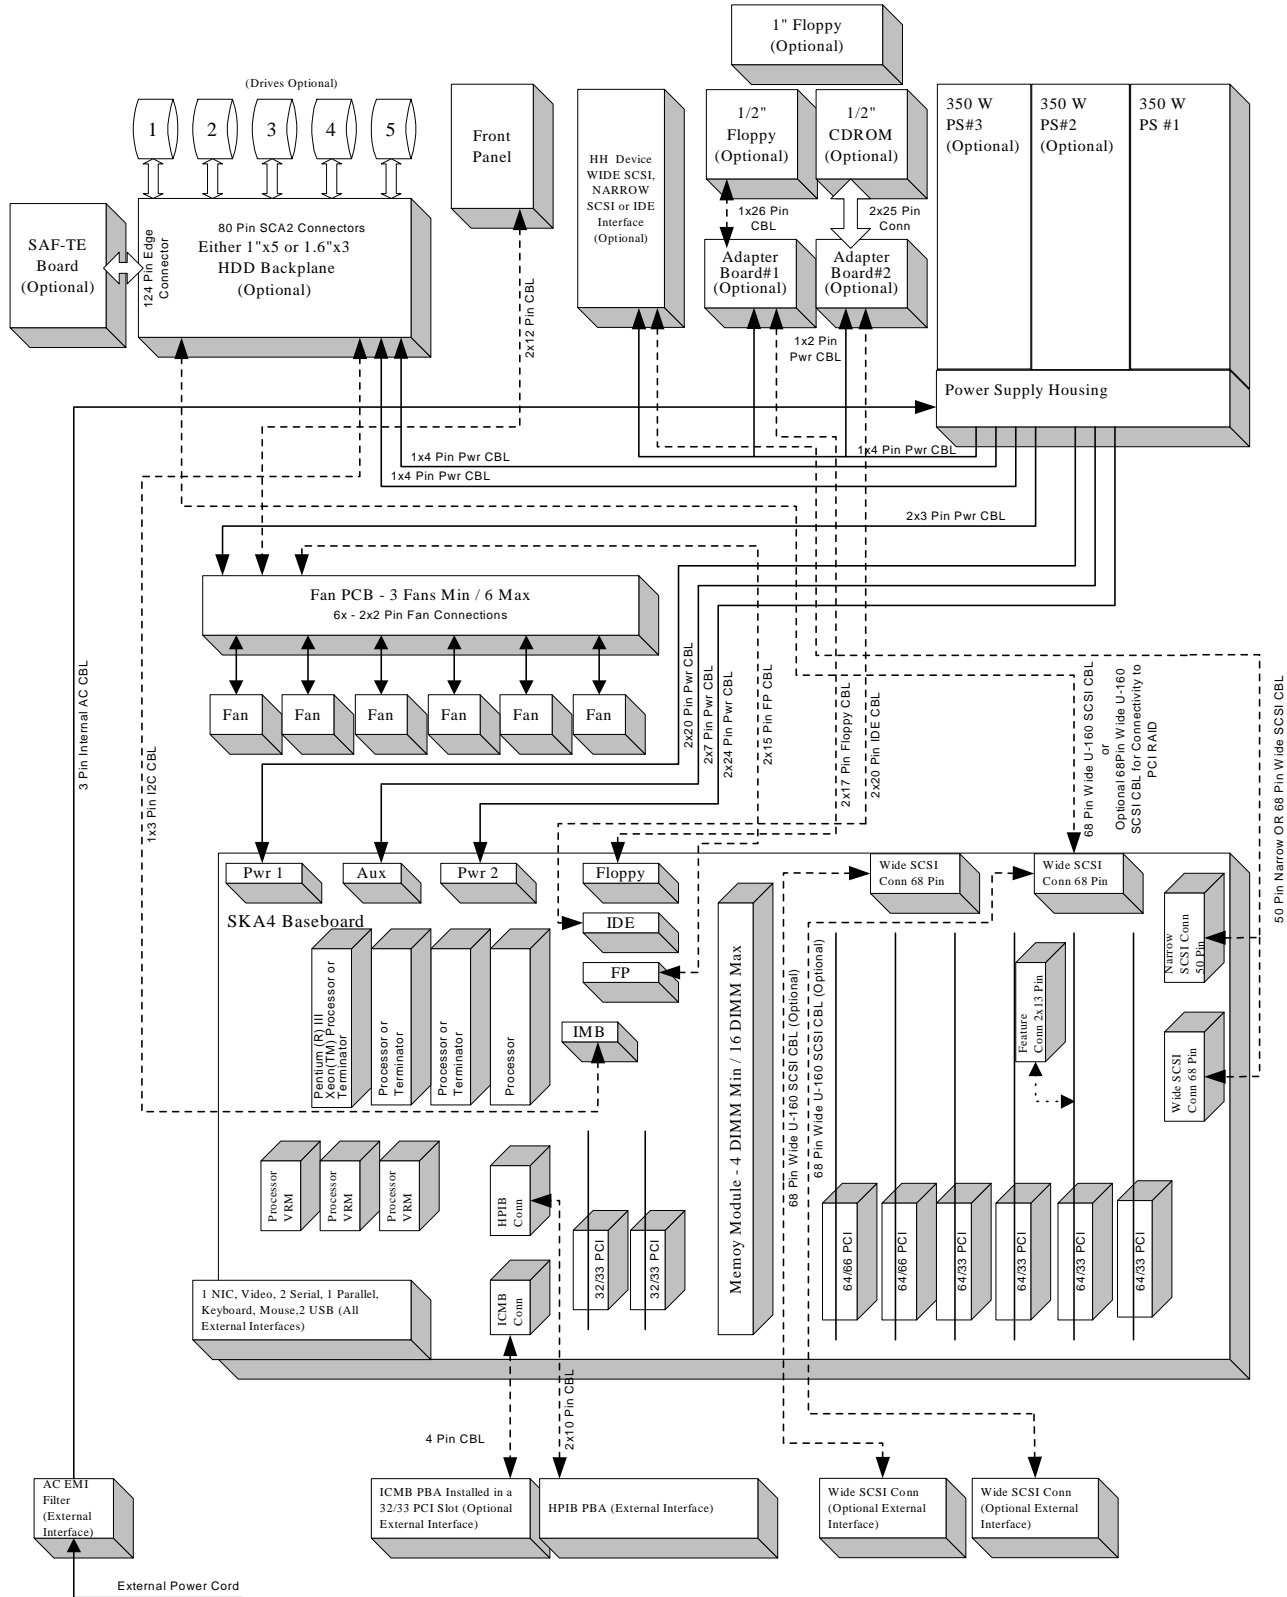 1" Floppy
(Optional)
(Drives Optional)
1
2
3
4
5
Front
Panel
HH Device
WIDE SCSI,
NARROW
SCSI or IDE
Interface
(Optional)
1/2"
Floppy
(Optional)
1/2"
CDROM
(Optional)
350 W
PS#3
(Optional)
350 W
PS#2
(Optional)
350 W
PS #1
SAF-TE
Board
(Optional)
124 Pin Edge
Connector
80 Pin SCA2 Connectors
Either 1"x5 or 1.6"x3
HDD Backplane
(Optional)
1x26 Pin
CBL
2x25 Pin
Conn
Adapter
Board#1
(Optional)
Adapter
Board#2
(Optional)
2x12 Pin CBL
1x2 Pin
Pwr CBL
Power Supply Housing
1x4 Pin Pwr CBL
1x4 Pin Pwr CBL
1x4 Pin Pwr CBL
2x3 Pin Pwr CBL
Fan PCB - 3 Fans Min / 6 Max
6x - 2x2 Pin Fan Connections
Fan
Fan
Fan
Fan
Fan
Fan
3 Pin Internal AC CBL
1x3 Pin I2C CBL
2x20 Pin Pwr CBL
2x7 Pin Pwr CBL
2x24 Pin Pwr CBL
2x15 Pin FP CBL
2x17 Pin Floppy CBL
2x20 Pin IDE CBL
68 Pin Wide U-160 SCSI CBL
or
Optional 68Pin Wide U-160
SCSI CBL for Connectivity to
PCI RAID
50 Pin Narrow OR 68 Pin Wide SCSI CBL
Pwr 1
Aux
Pwr 2
Floppy
Wide SCSI
Conn 68 Pin
Wide SCSI
Conn 68 Pin
SKA4 Baseboard
IDE
FP
IMB
Narrow
SCSI Conn
50 Pin
Wide SCSI
Conn 68 Pin
Feature
Conn 2x13 Pin
Pentium (R) III
Xeon(TM) Processor or
Terminator
Processor or
Terminator
Processor or
Terminator
Processor
Memoy Module - 4 DIMM Min / 16 DIMM Max
68 Pin Wide U-160 SCSI CBL (Optional)
68 Pin Wide U-160 SCSI CBL (Optional)
Processor
VRM
Processor
VRM
Processor
VRM
HPIB
Conn
ICMB
Conn
32/33 PCI
32/33 PCI
64/66 PCI
64/66 PCI
64/33 PCI
64/33 PCI
64/33 PCI
64/33 PCI
1 NIC, Video, 2 Serial, 1 Parallel,
Keyboard, Mouse,2 USB (All
External Interfaces)
4 Pin CBL
2x10 Pin CBL
AC EMI
Filter
(External
Interface)
ICMB PBA Installed in a
32/33 PCI Slot (Optional
External Interface)
HPIB PBA (External Interface)
Wide SCSI Conn
(Optional External
Interface)
Wide SCSI Conn
(Optional External
Interface)
External Power Cord